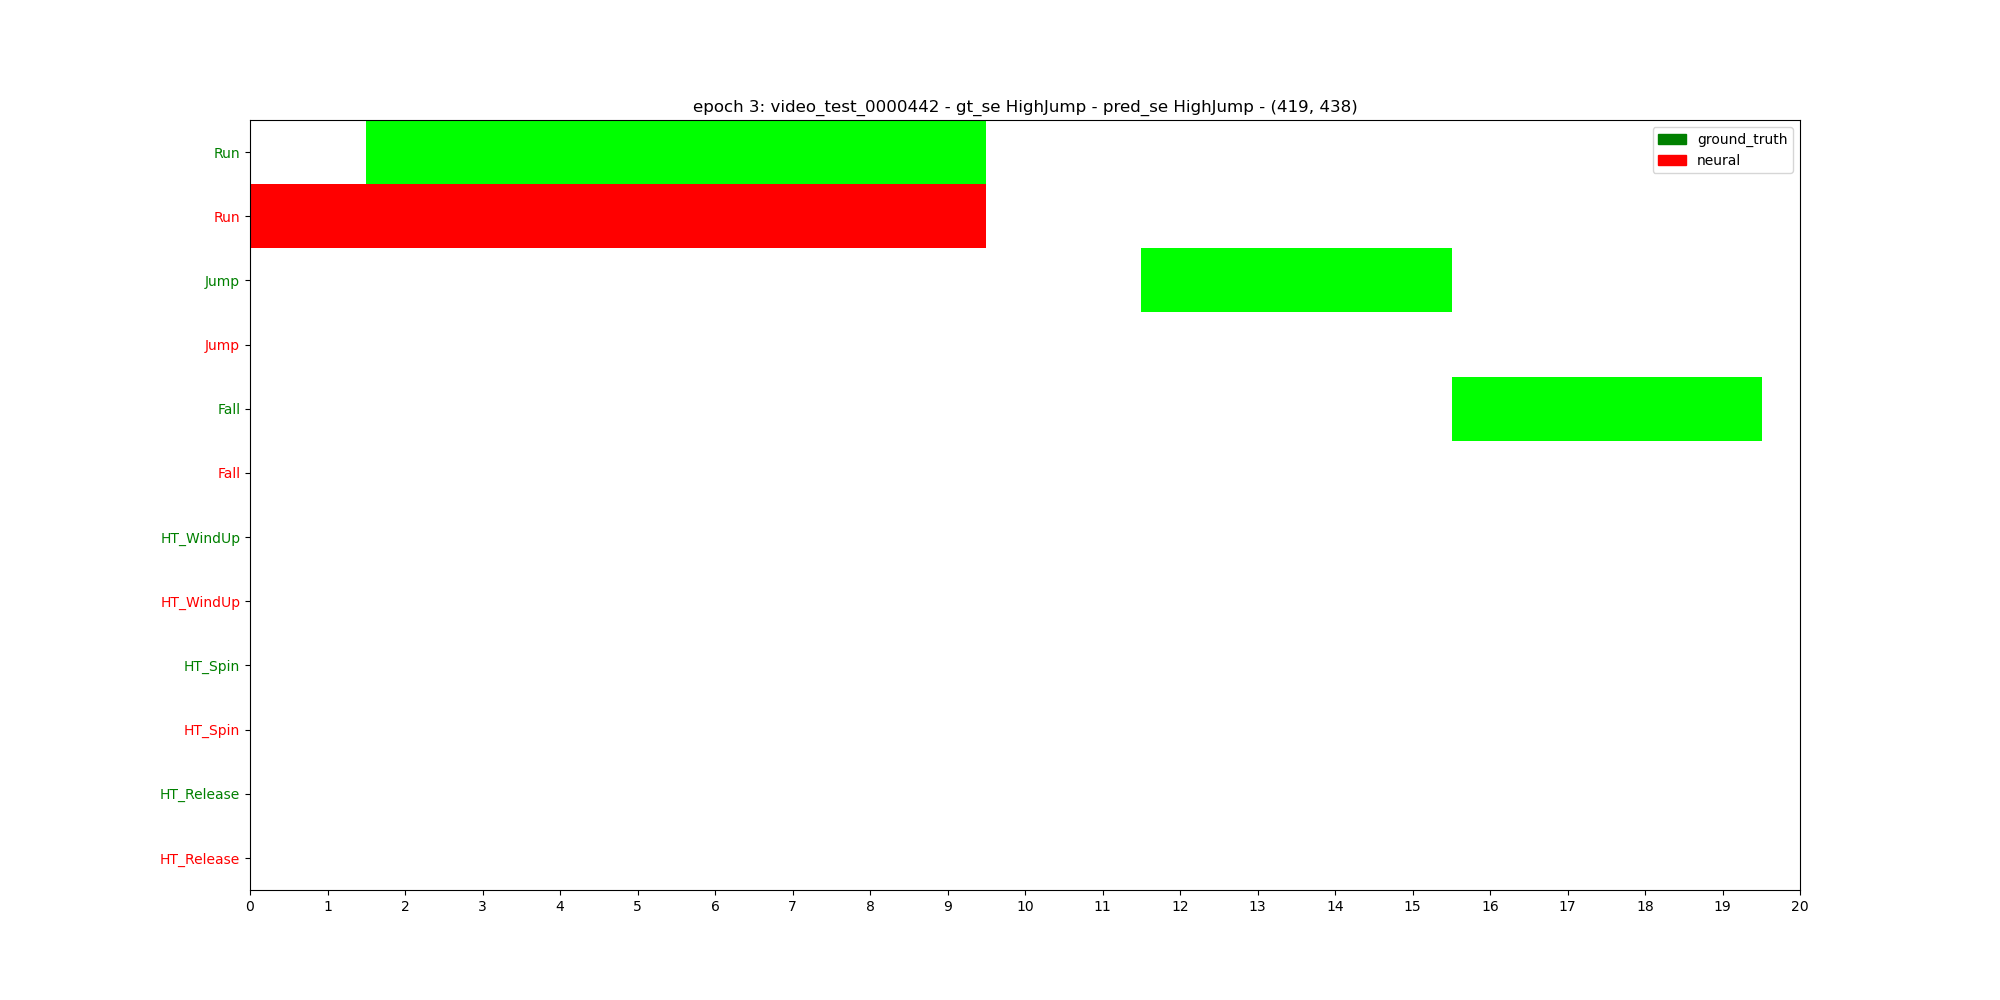 epoch 3: video_test_0000442 - gt_se HighJump - pred_se HighJump - (419, 438)
ground_truth
neural
Run
Run
Jump
Jump
Fall
Fall
HT_WindUp
HT_WindUp
HT_Spin
HT_Spin
HT_Release
HT_Release
0 1 2 3 4 5 6 7 8 9 10 11 12 13 14 15 16 17 18 19 20